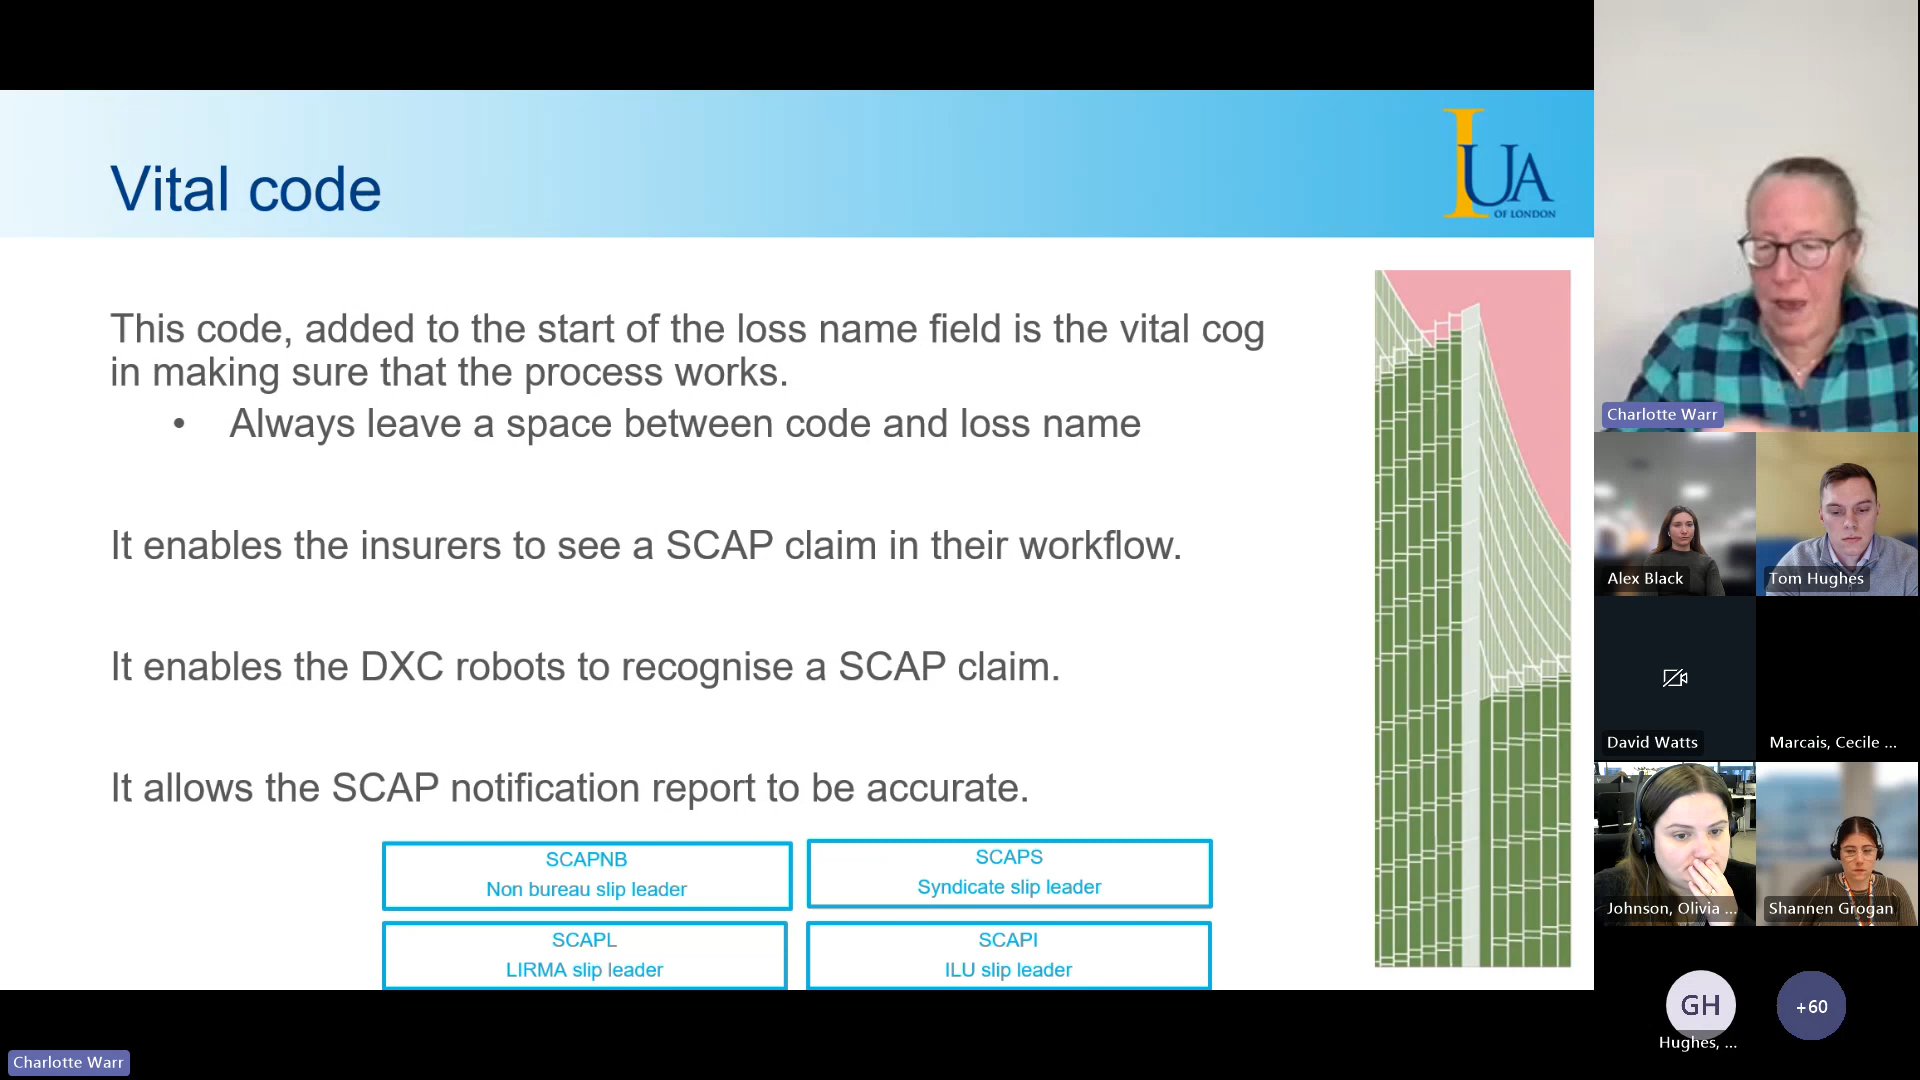 Vital code
IUA
OF LONDON
This code, added to the start of the loss name field is the vital cog
in making sure that the process works.
• Always leave a space between code and loss name
It enables the insurers to see a SCAP claim in their workflow.
It enables the DXC robots to recognise a SCAP claim.
It allows the SCAP notification report to be accurate.
SCAPNB
Non bureau slip leader
SCAPS
Syndicate slip leader
SCAPL
LIRMA slip leader
SCAPI
ILU slip leader
Charlotte Warr
Alex Black
Tom Hughes
David Watts
Marcais, Cecile ...
Johnson, Olivia ...
Shannen Grogan
GH
+60
Hughes, ...
Charlotte Warr